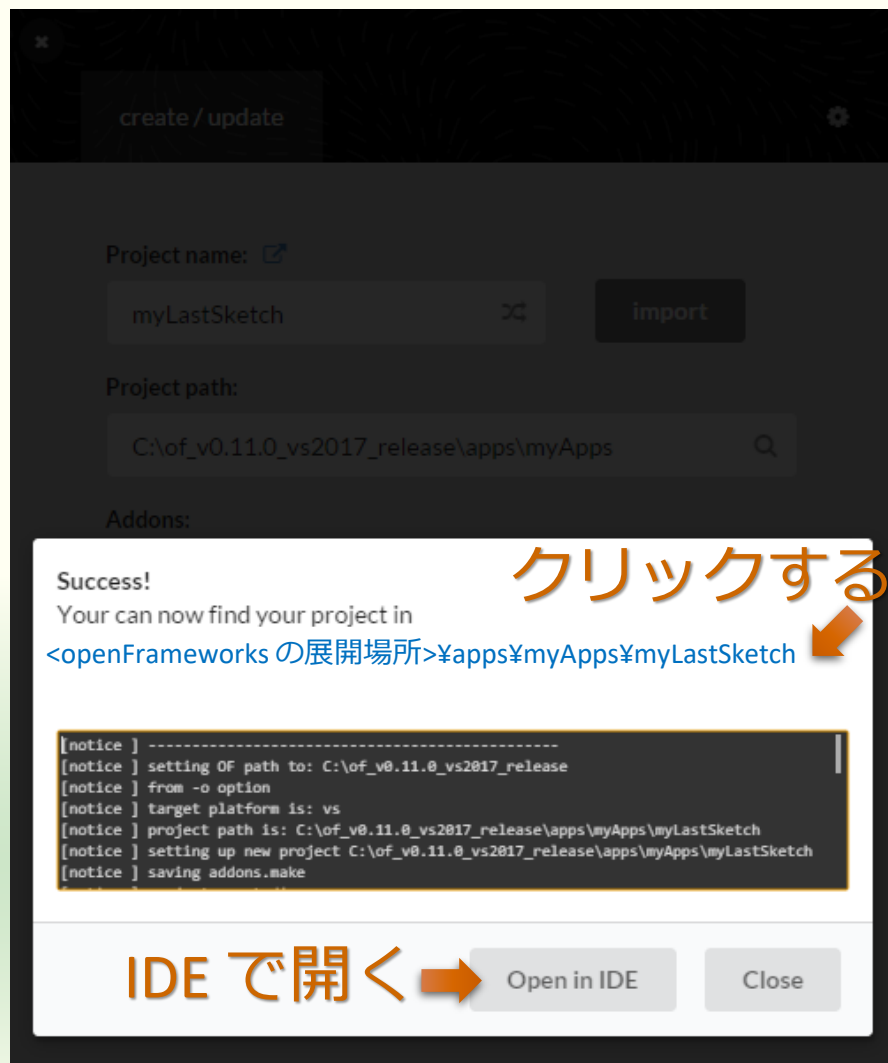 create / update
Project name:
myLastSketch
import
Project path:
C:\of_v0.11.0_vs2017_release\apps\myApps
Addons:
クリックする
Success!
Your can now find your project in
<openFrameworks の展開場所>¥apps¥myApps¥myLastSketch
[notice ] -----------------------------------------------
[notice ] setting OF path to: C:\of_v0.11.0_vs2017_release
[notice ] from -o option
[notice ] target platform is: vs
[notice ] project path is: C:\of_v0.11.0_vs2017_release\apps\myApps\myLastSketch
[notice ] setting up new project C:\of_v0.11.0_vs2017_release\apps\myApps\myLastSketch
[notice ] saving addons.make
IDE で開く
Open in IDE
Close